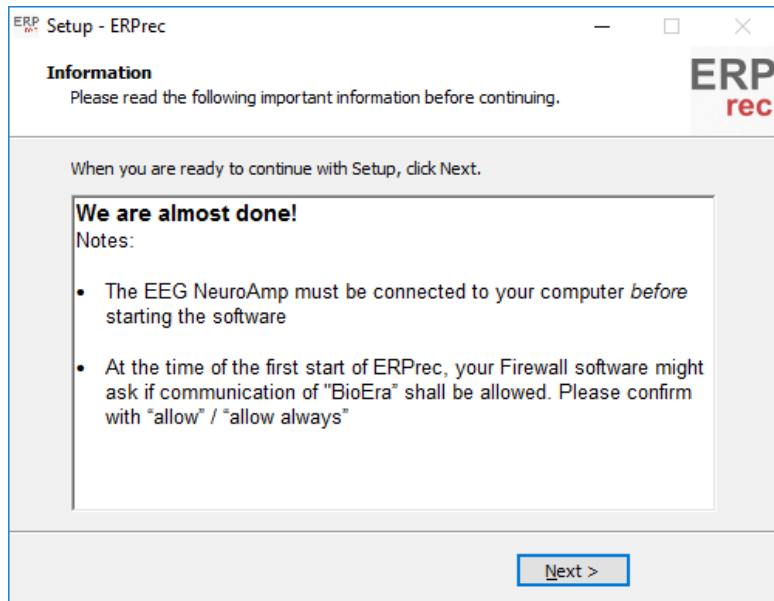 ERP rec Setup - ERPrec
Information
Please read the following important information before continuing.
ERP
rec
When you are ready to continue with Setup, click Next.
We are almost done!
Notes:
• The EEG NeuroAmp must be connected to your computer before
starting the software
• At the time of the first start of ERPrec, your Firewall software might
ask if communication of "BioEra” shall be allowed. Please confirm
with “allow” / “allow always”
Next >